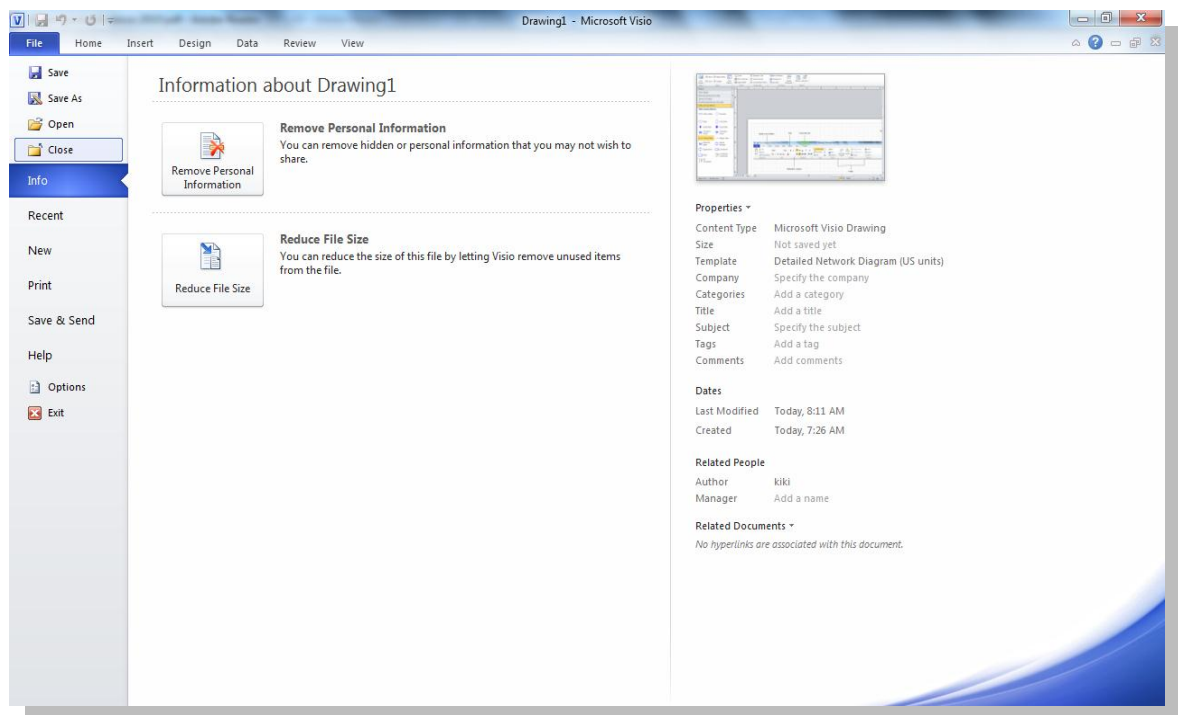 Drawing1 - Microsoft Visio
File Home Insert Design Data Review View
Save
Save As
Open
Close
Info
Recent
New
Print
Save & Send
Help
Options
Exit
Information about Drawing1
Remove Personal Information
Remove Personal Information
You can remove hidden or personal information that you may not wish to
share.
Reduce File Size
Reduce File Size
You can reduce the size of this file by letting Visio remove unused items
from the file.
Properties
Content Type Microsoft Visio Drawing
Size Not saved yet
Template Detailed Network Diagram (US units)
Company Specify the company
Categories Add a category
Title Add a title
Subject Specify the subject
Tags Add a tag
Comments Add comments
Dates
Last Modified Today, 8:11 AM
Created Today, 7:26 AM
Related People
Author kiki
Manager Add a name
Related Documents
No hyperlinks are associated with this document.